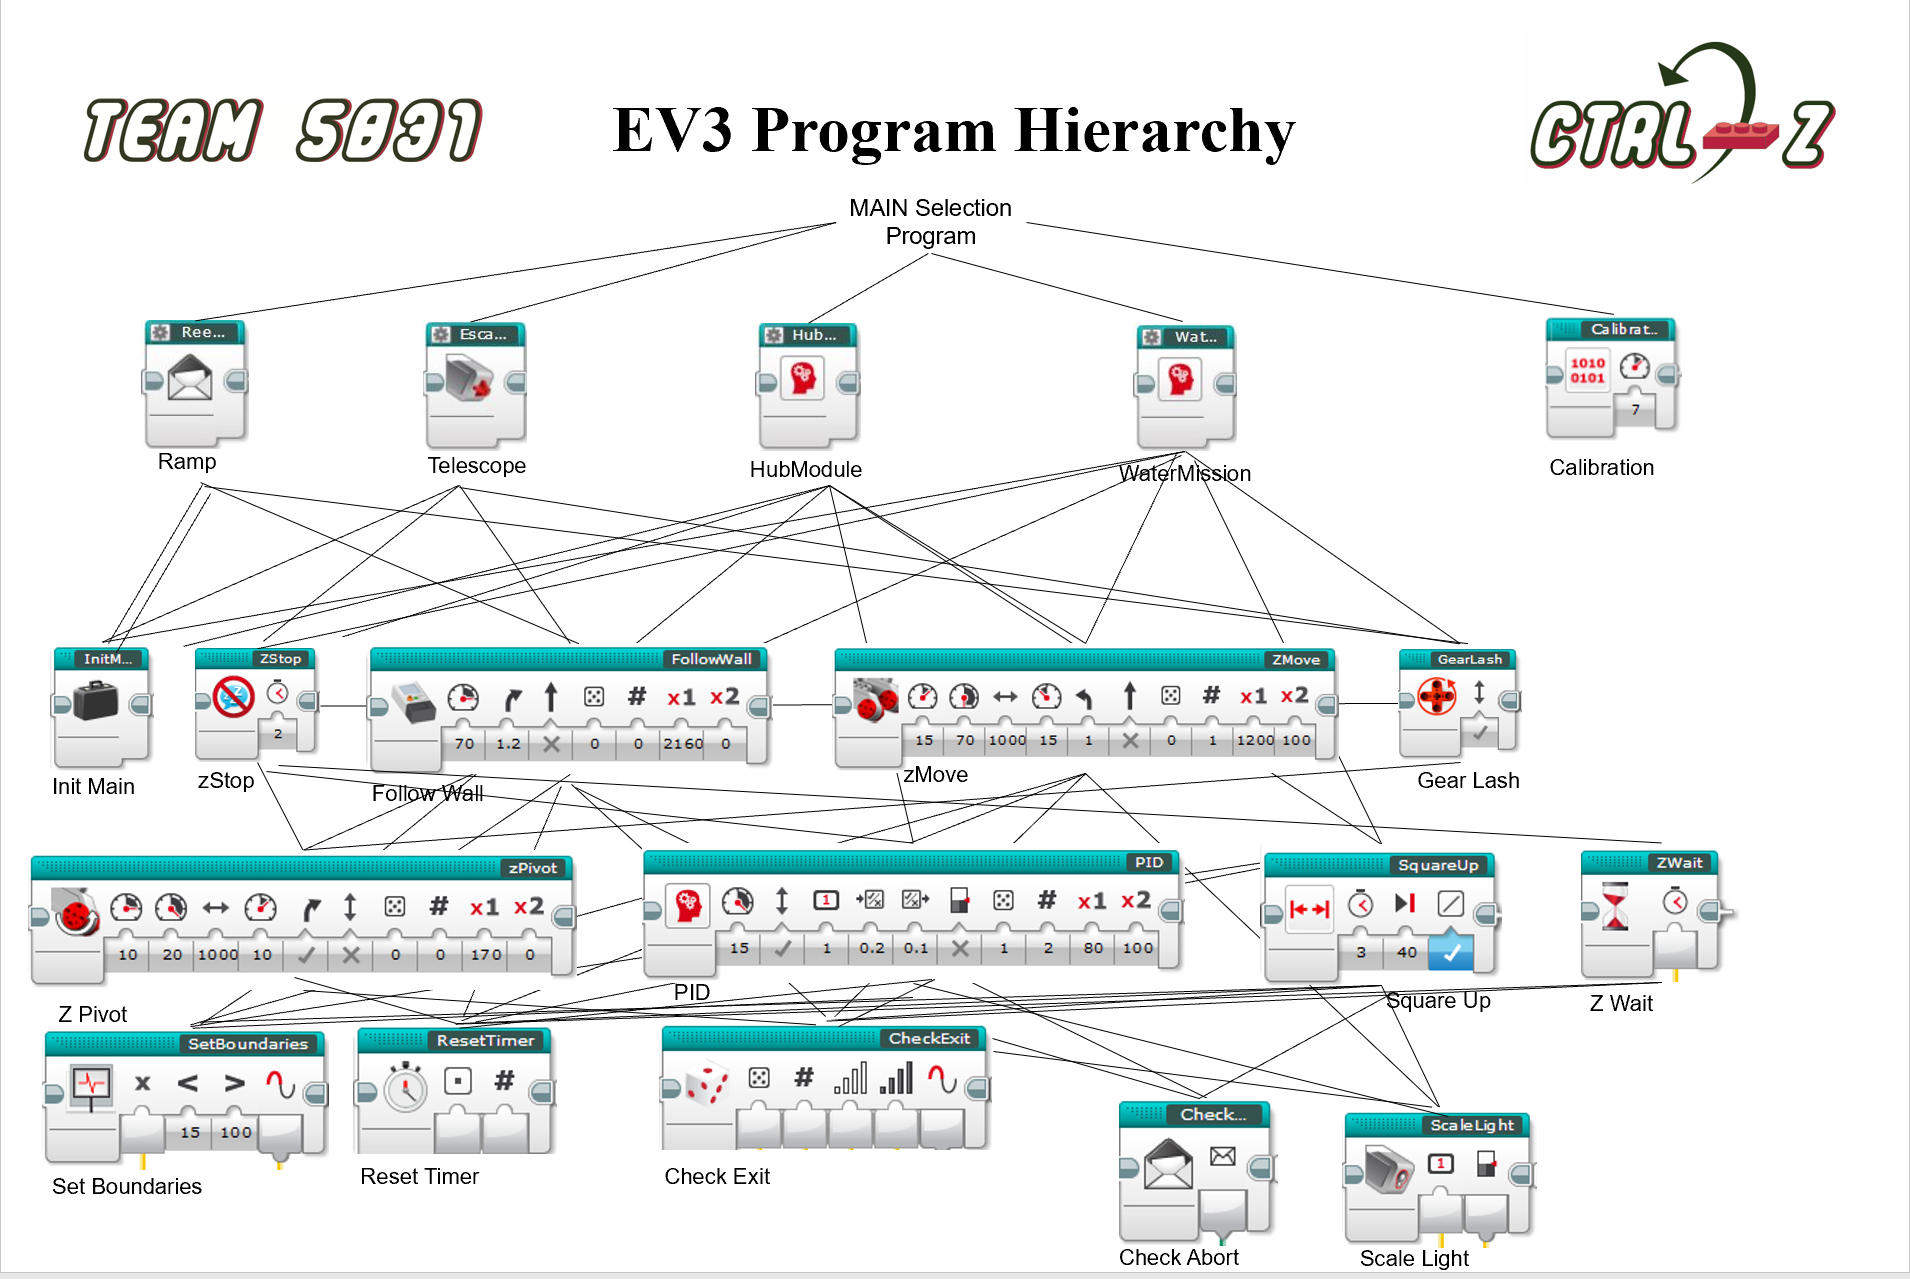 TEAM 5831
EV3 Program Hierarchy
CTRL Z
MAIN Selection
Program
Ree...
Esca...
Hub...
Wat...
Calibrat..
1010
0101
7
Ramp
Telescope
HubModule
WaterMission
Calibration
InitM...
ZStop
FollowWall
ZMove
GearLash
# x1 x2
# x1 x2
2
70 1.2 0 0 2160 0
15 70 1000 15 1 0 1 1200 100
Init Main
zStop
Follow Wall
zMove
Gear Lash
zPivot
PID
SquareUp
ZWait
# x1 x2
1 # x1 x2
10 20 1000 10 0 0 170 0
15 1 0.2 0.1 1 2 80 100
3 40
Z Pivot
PID
Square Up
Z Wait
SetBoundaries
ResetTimer
CheckExit
x < >
#
#
15 100
Set Boundaries
Reset Timer
Check Exit
Check...
ScaleLight
1
Check Abort
Scale Light